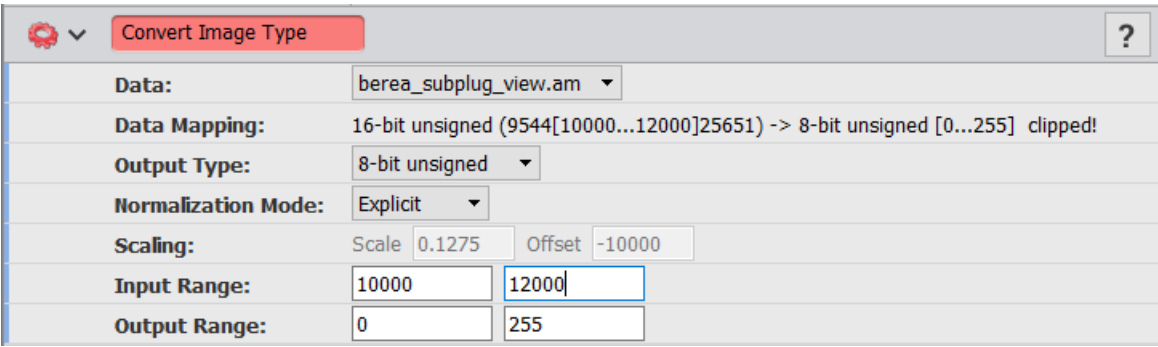 Convert Image Type ?
Data: berea_subplug_view.am
Data Mapping: 16-bit unsigned (9544[10000...12000]25651) -> 8-bit unsigned [0...255]  clipped!
Output Type: 8-bit unsigned
Normalization Mode: Explicit
Scaling: Scale 0.1275 Offset -10000
Input Range: 10000 12000
Output Range: 0 255